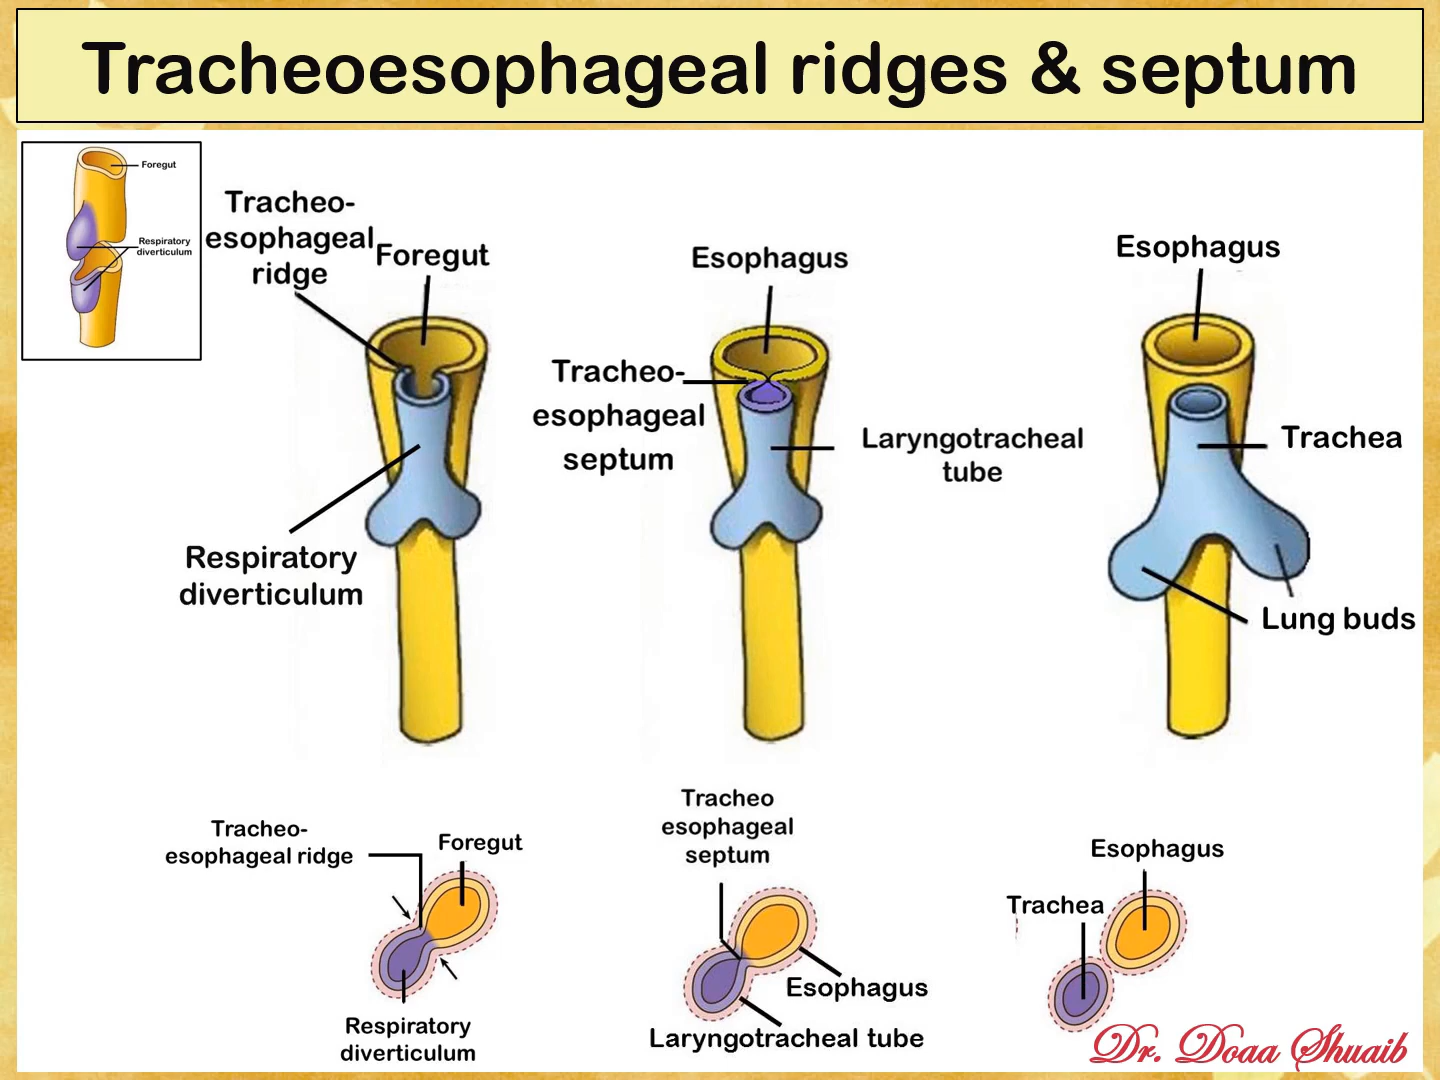 Tracheoesophageal ridges & septum
Foregut
Respiratory
diverticulum
Tracheo-
esophageal
ridge
Foregut
Respiratory
diverticulum
Esophagus
Tracheo-
esophageal
septum
Laryngotracheal
tube
Esophagus
Trachea
Lung buds
Tracheo-
esophageal ridge
Foregut
Respiratory
diverticulum
Tracheo
esophageal
septum
Esophagus
Laryngotracheal tube
Esophagus
Trachea
Dr. Doaa Shuaib